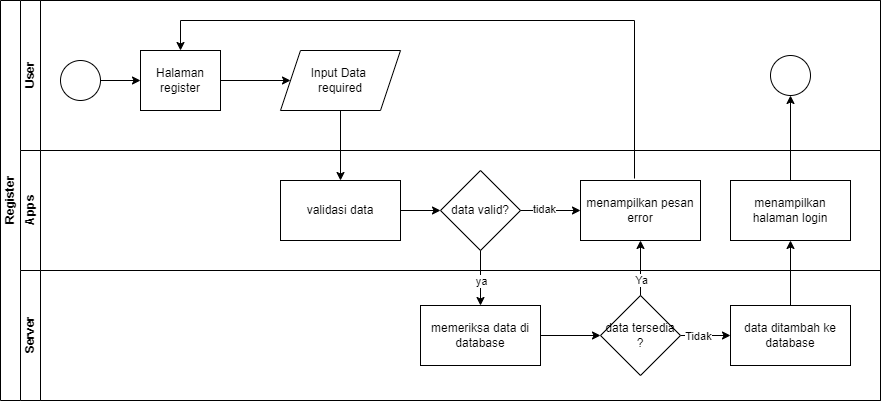 Register
User
Halaman
register
Input Data
required
Apps
validasi data
data valid?
tidak
menampilkan pesan
error
menampilkan
halaman login
ya
Ya
Server
memeriksa data di
database
data tersedia
?
Tidak
data ditambah ke
database